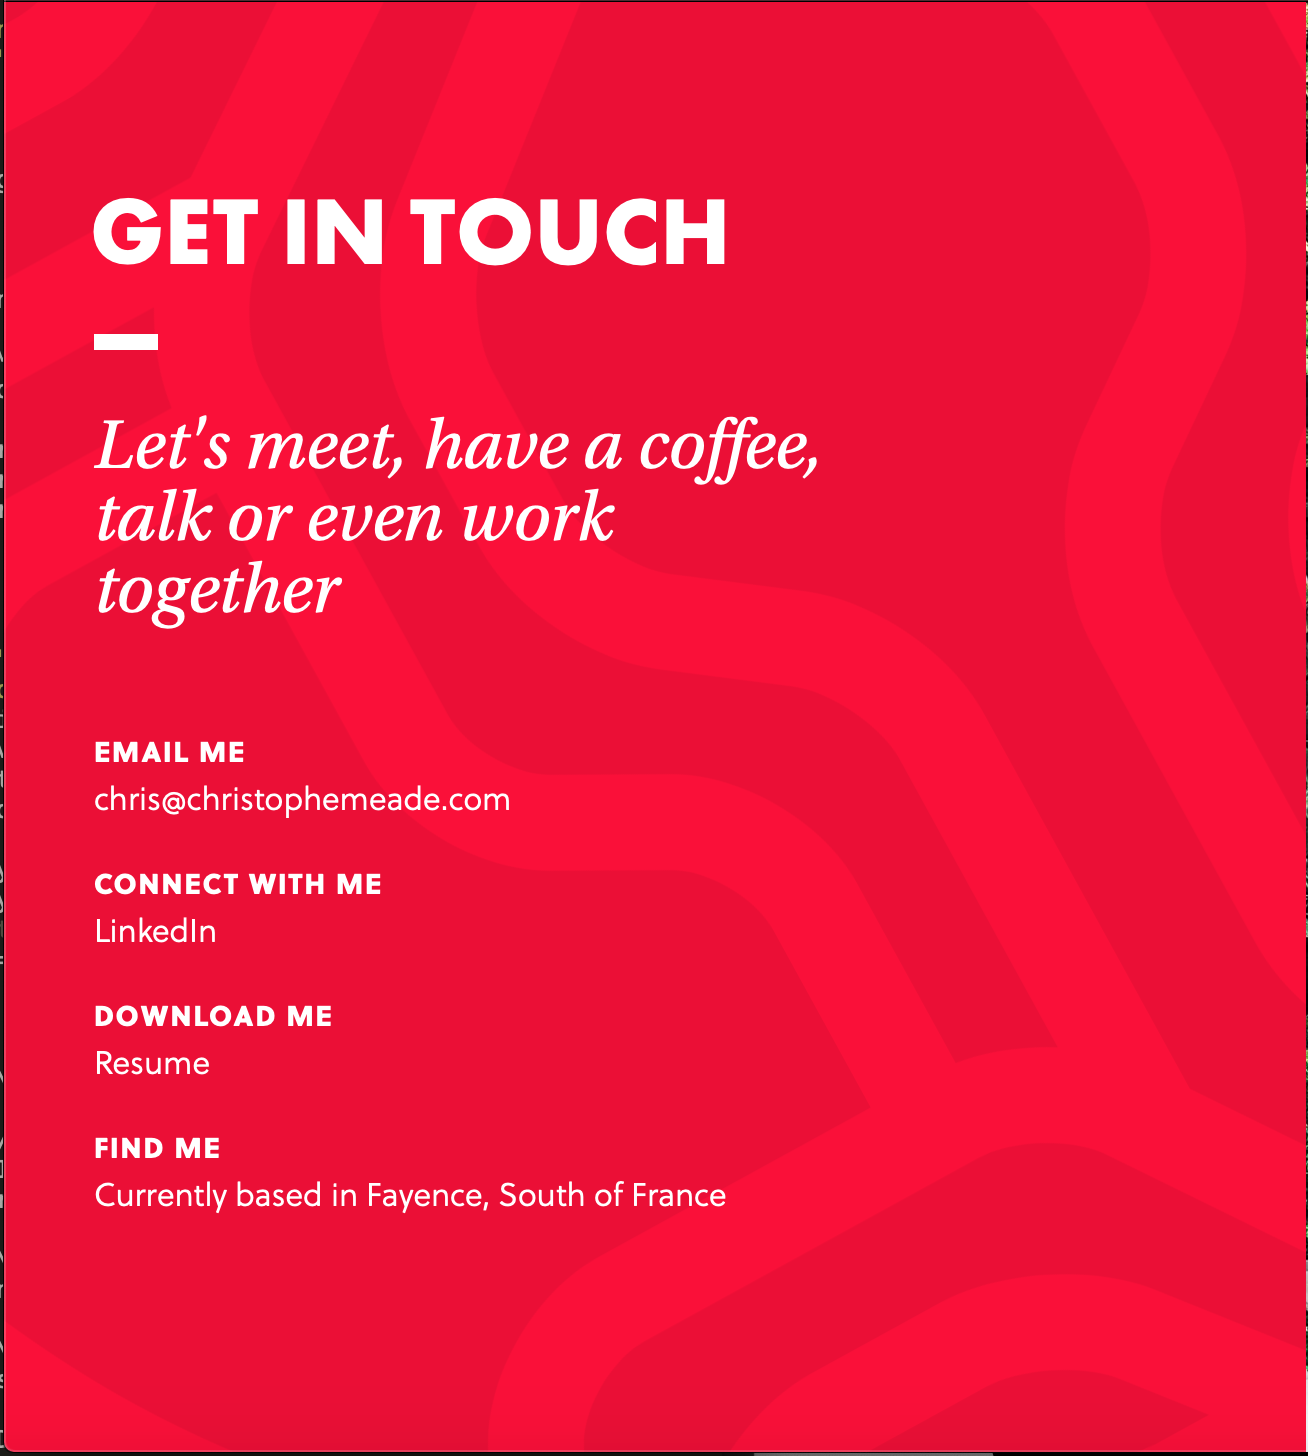 GET IN TOUCH
Let's meet, have a coffee,
talk or even work
together
EMAIL ME
chris@christophemeade.com
CONNECT WITH ME
LinkedIn
DOWNLOAD ME
Resume
FIND ME
Currently based in Fayence, South of France